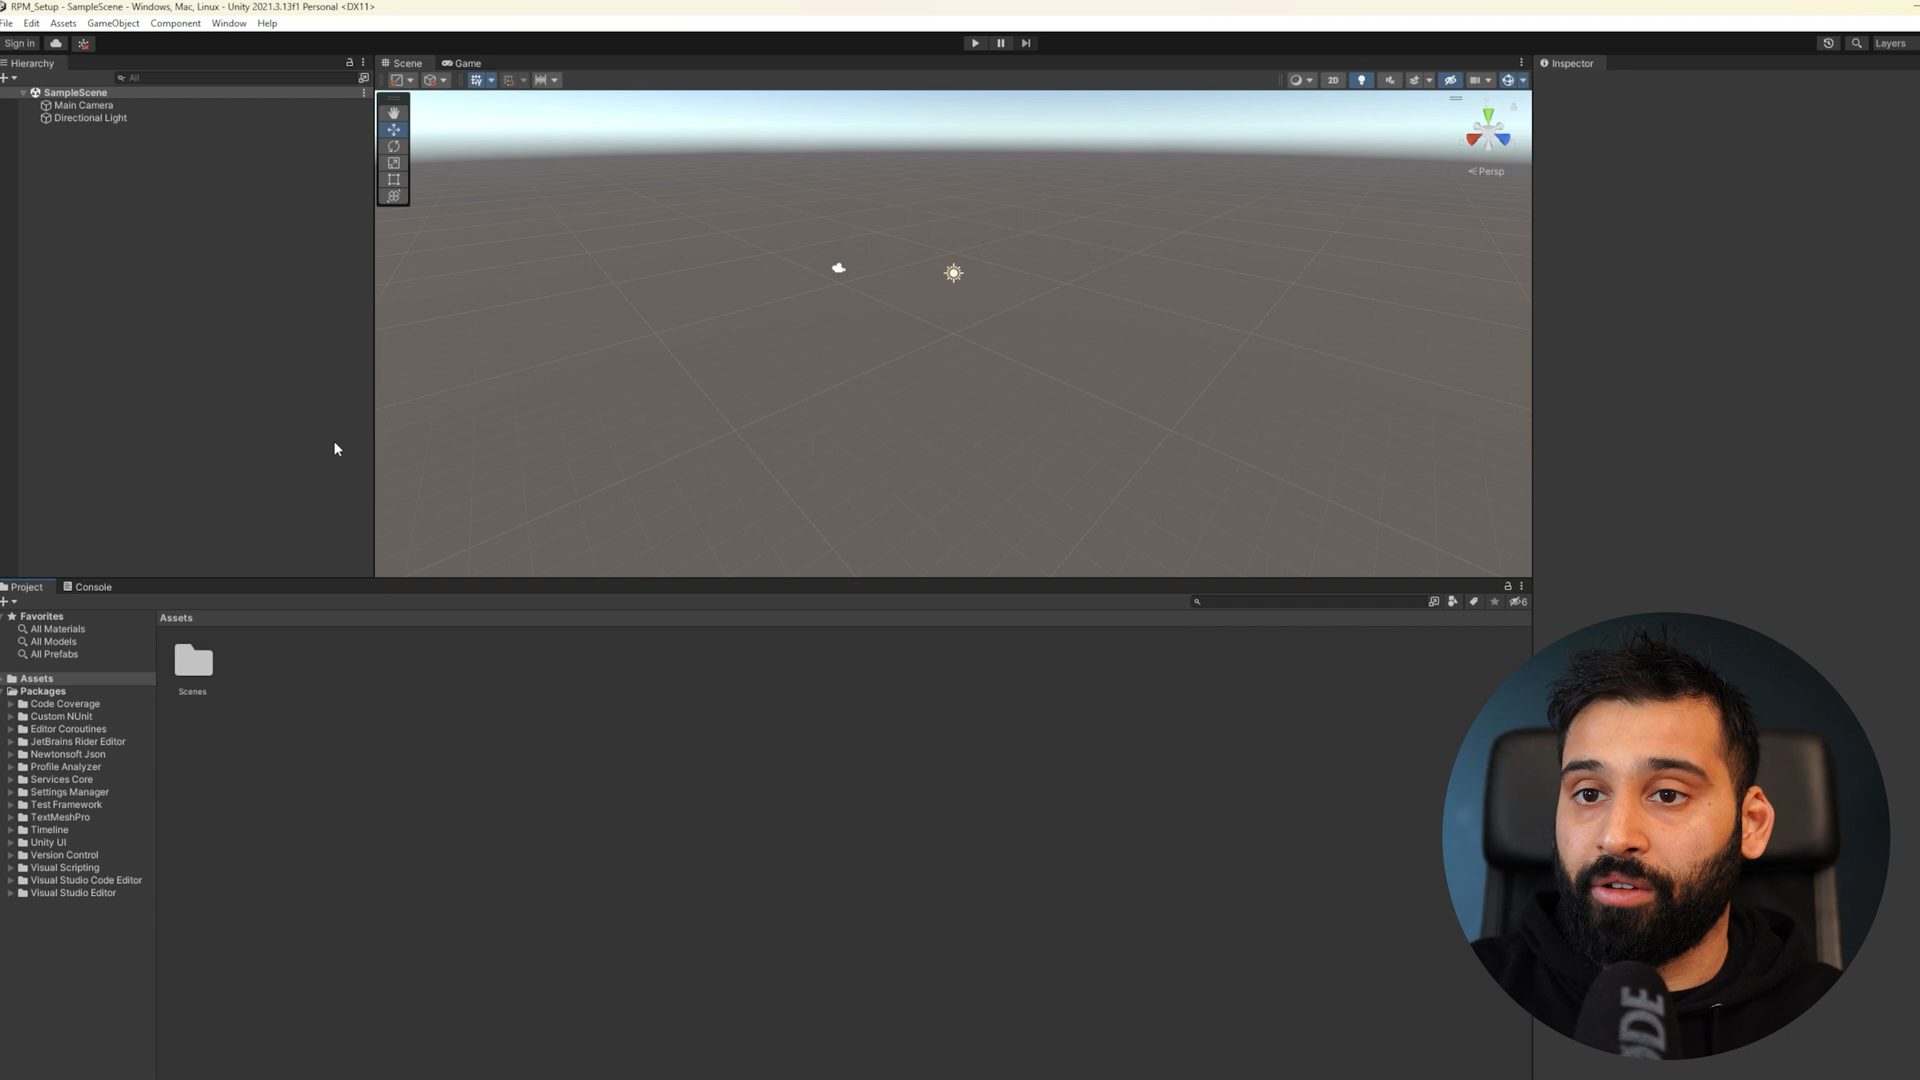 RPM_Setup - SampleScene - Windows, Mac, Linux - Unity 2021.3.13f1 Personal <DX11>
File Edit Assets GameObject Component Window Help
Sign in
Layers
Hierarchy
Scene
Game
Inspector
All
2D
SampleScene
Main Camera
Directional Light
Persp
Project
Console
6
Favorites
All Materials
All Models
All Prefabs
Assets
Packages
Code Coverage
Custom NUnit
Editor Coroutines
JetBrains Rider Editor
Newtonsoft Json
Profile Analyzer
Services Core
Settings Manager
Test Framework
TextMeshPro
Timeline
Unity UI
Version Control
Visual Scripting
Visual Studio Code Editor
Visual Studio Editor
Assets
Scenes